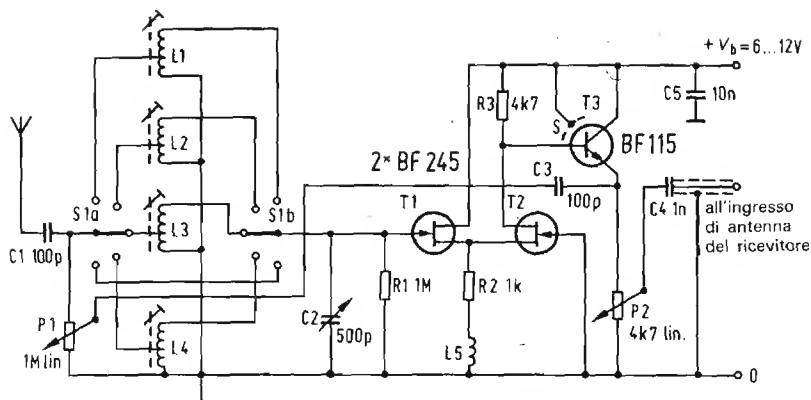 L1
+ Vb = 6...12V
R3
4k7
T3
C5
10n
S
L2
2* BF 245
BF115
C3
100p
C4 1n
all'ingresso
di antenna
del ricevitore
S1a
L3
S1b
T1
T2
C1 100p
R1 1M
R2 1k
P1
1M lin
C2
500p
P2
4k7 lin.
L4
L5
0